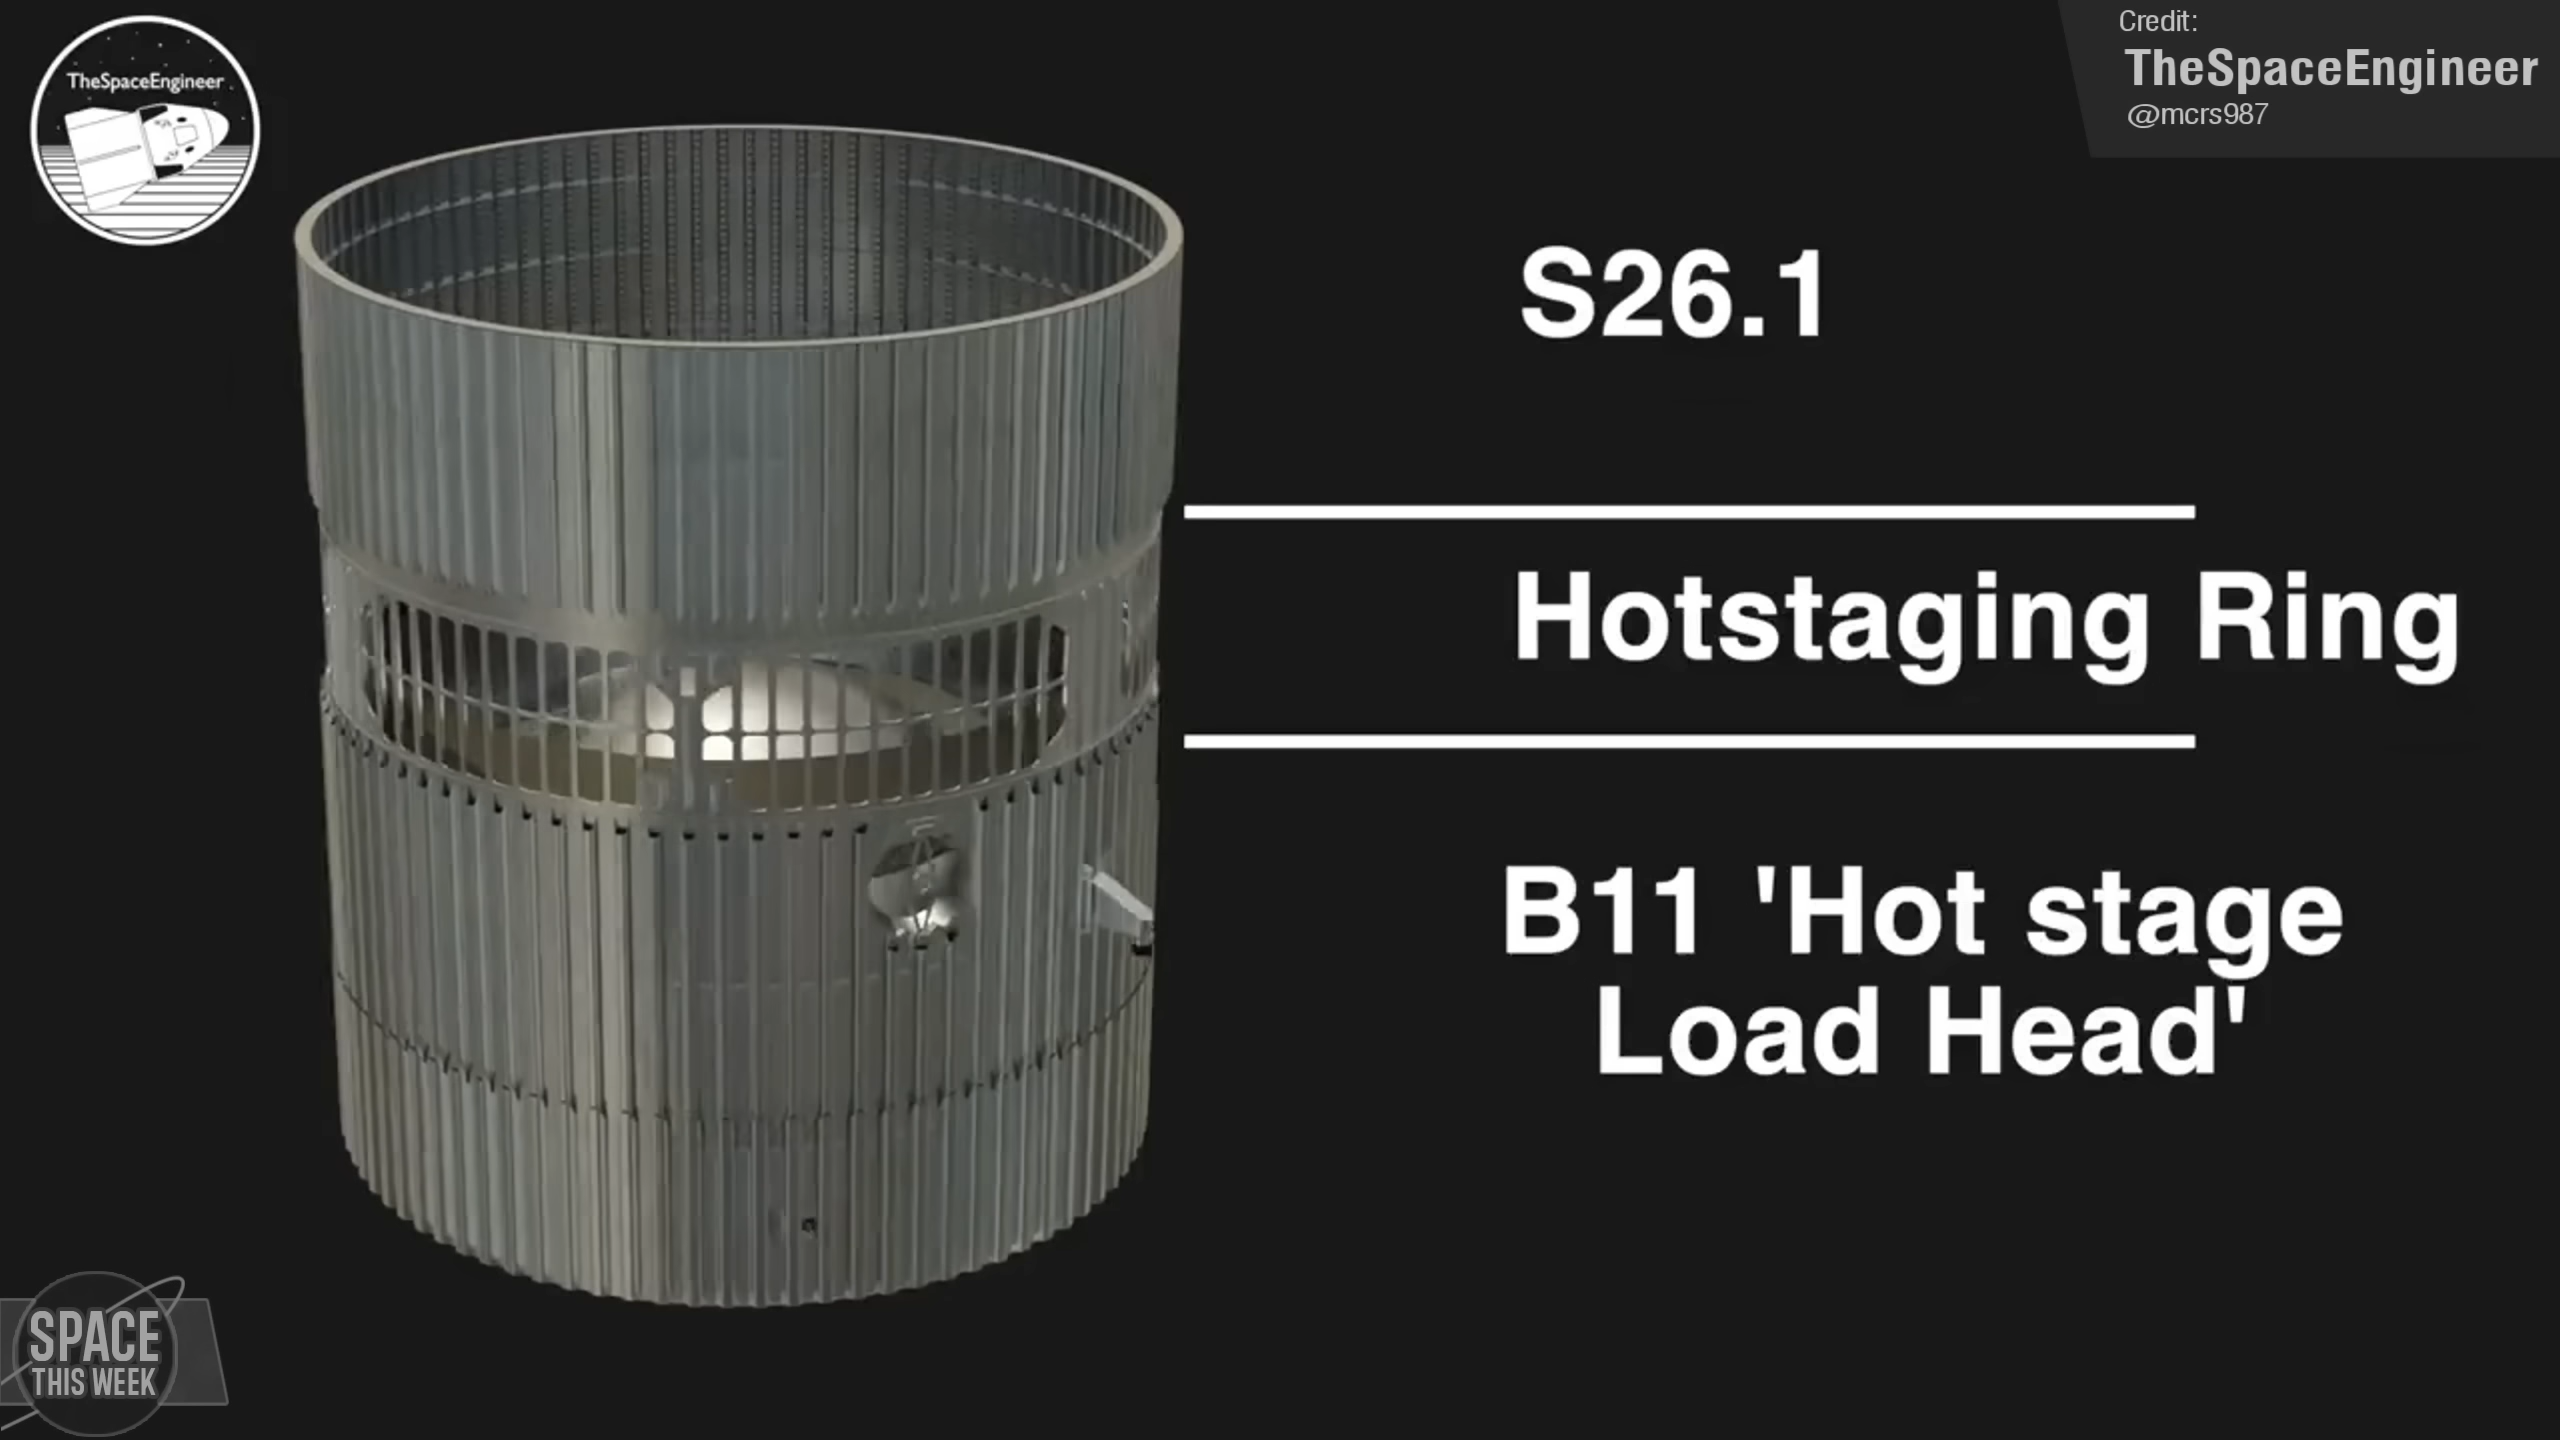 TheSpaceEngineer
Credit:
TheSpaceEngineer
@mcrs987
S26.1
Hotstaging Ring
B11 'Hot stage
Load Head'
SPACE
THIS WEEK